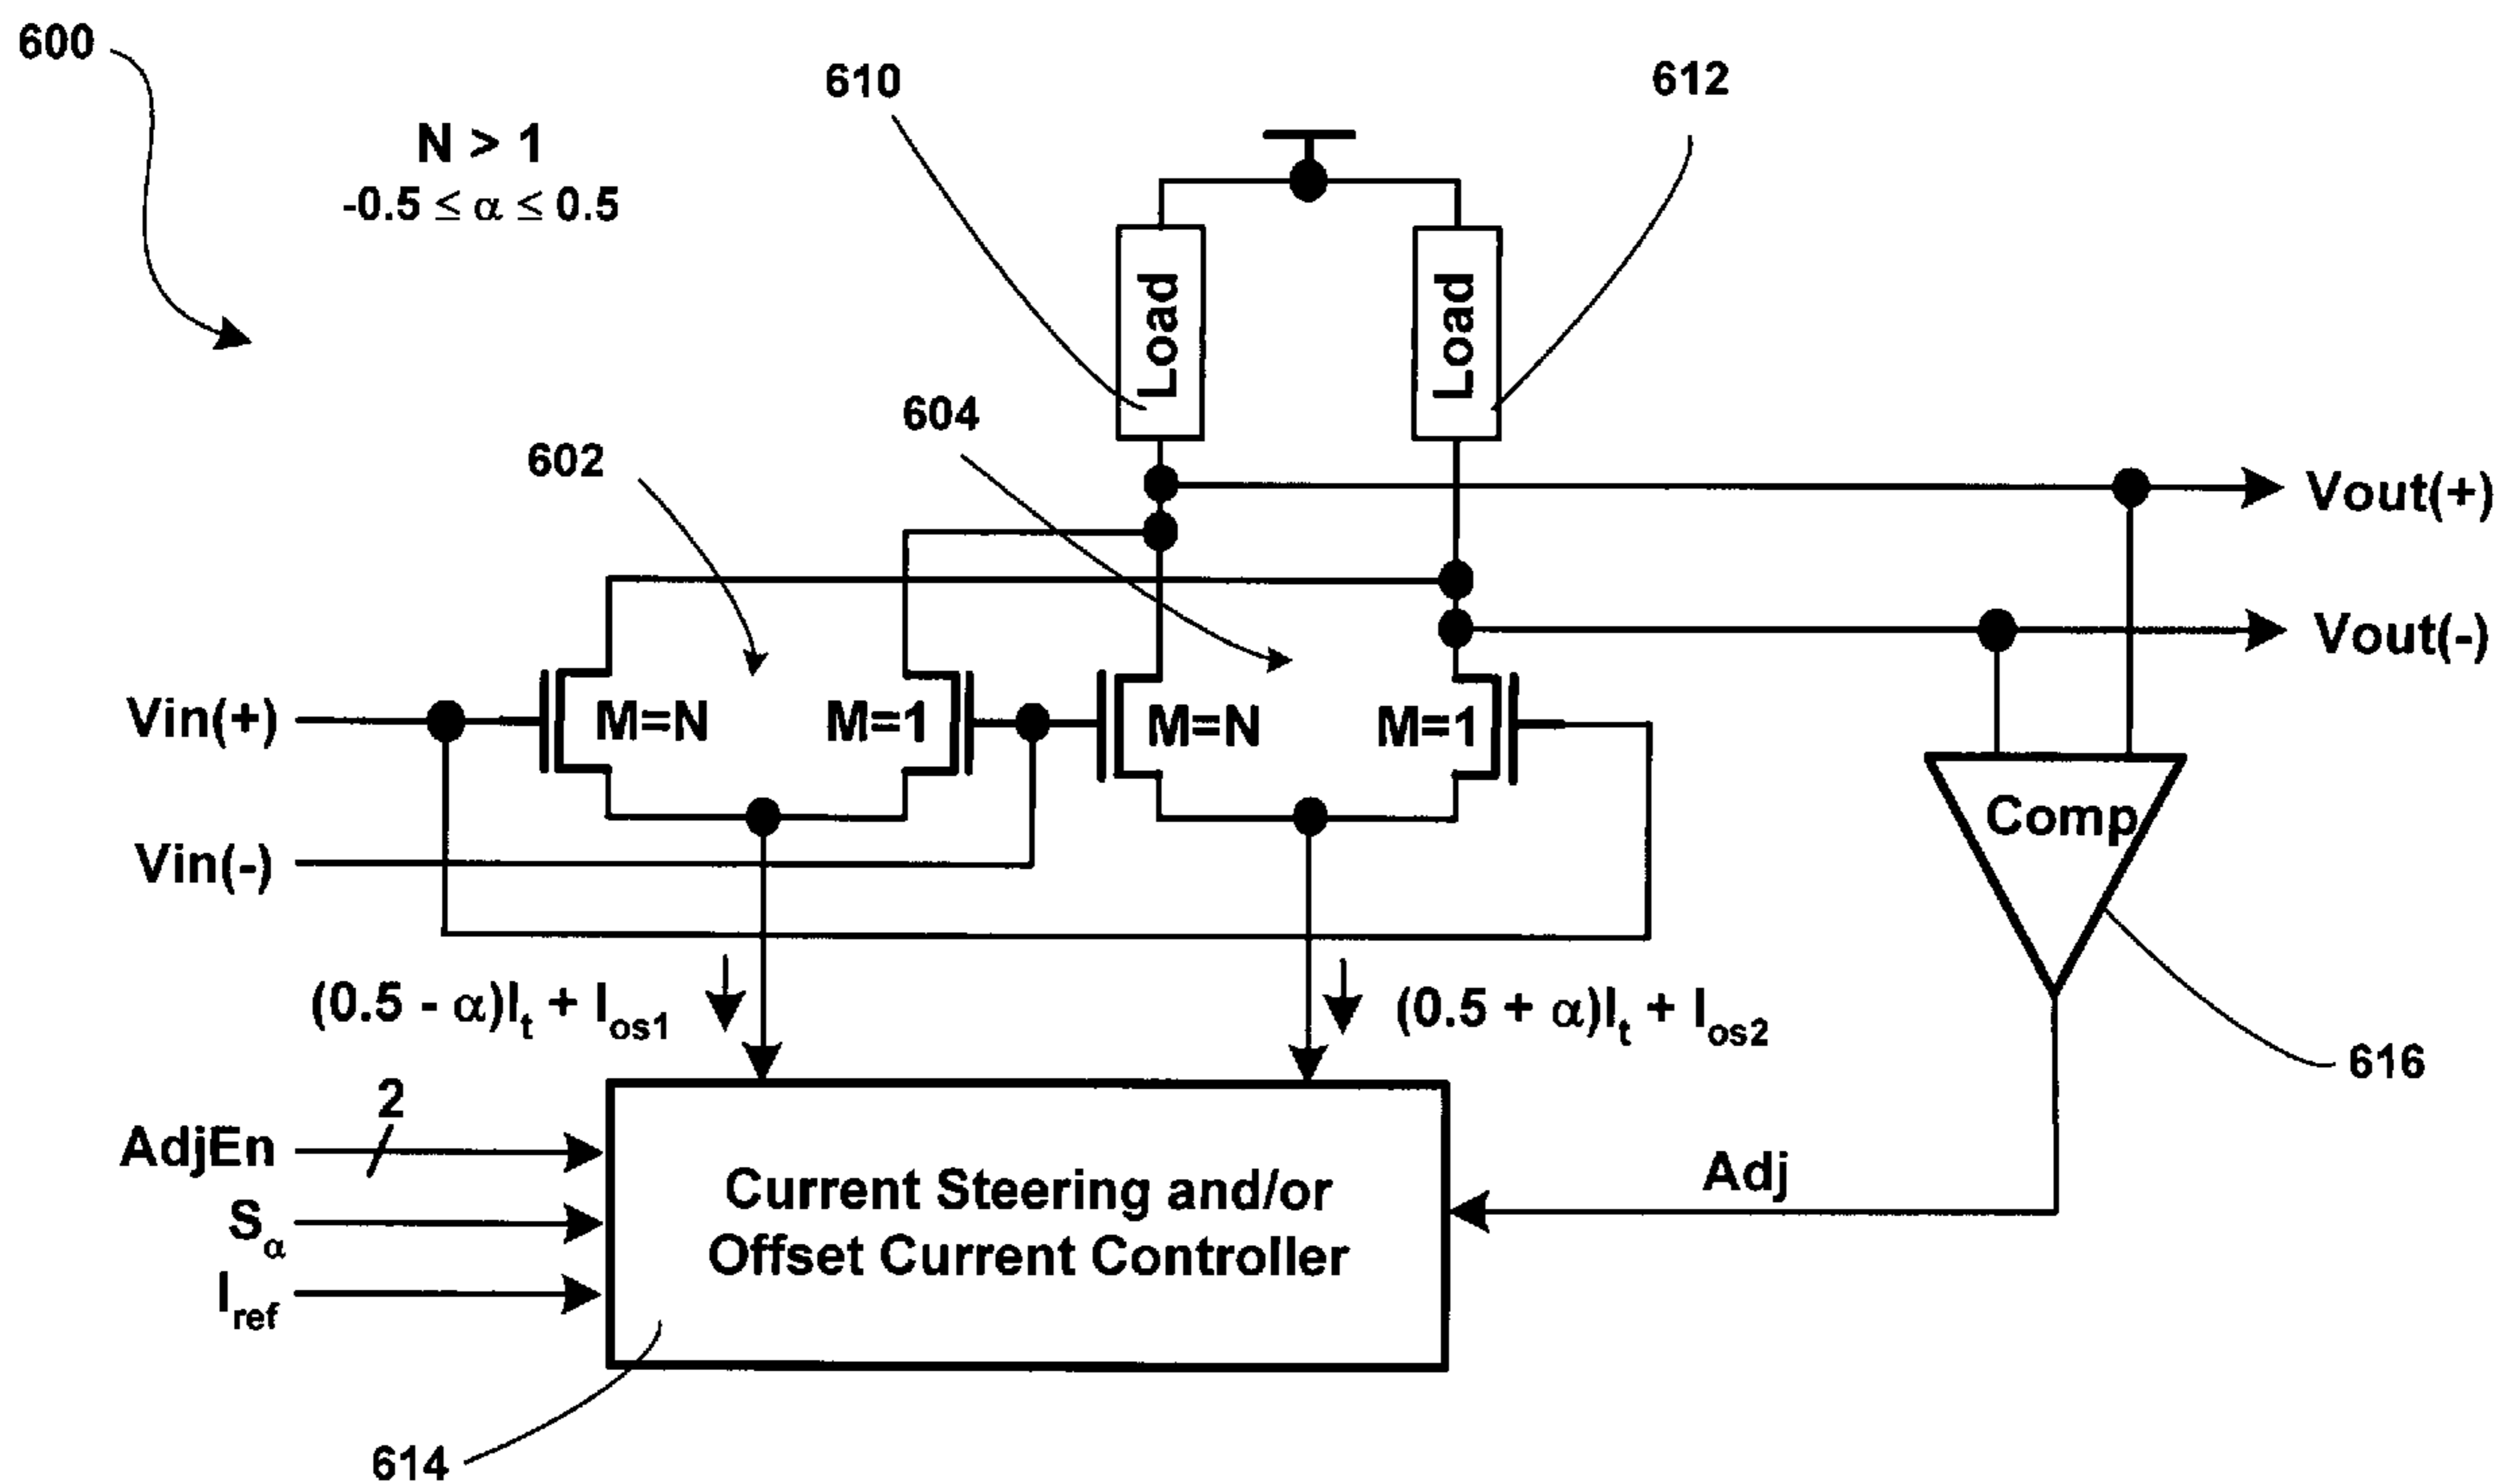 600
610
612
N > 1
-0.5 ≤ α ≤ 0.5
Load
Load
604
602
Vout(+)
Vout(-)
Vin(+)
M=N
M=1
M=N
M=1
Comp
Vin(-)
(0.5 - α)It + Ios1
(0.5 + α)It + Ios2
616
2
AdjEn
Sα
Iref
Current Steering and/or
Offset Current Controller
Adj
614